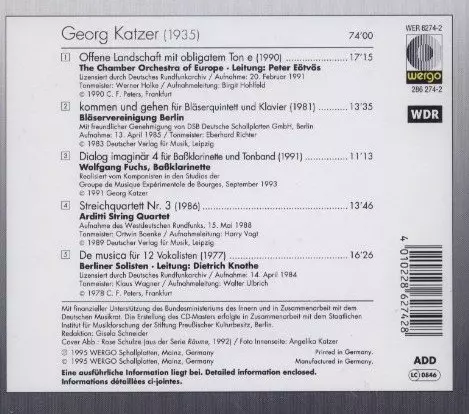 Georg Katzer (1935) 74'00
1 Offene Landschaft mit obligatem Ton e (1990) 17'15
The Chamber Orchestra of Europe - Leitung: Peter Eötvös
Lizensiert durch Deutsches Rundfunkarchiv / Aufnahme: 20. Februar 1991
Tonmeister: Werner Holke / Aufnahmeleitung: Birgit Hohlfeld
℗ © 1990 C. F. Peters, Frankfurt
2 kommen und gehen für Bläserquintett und Klavier (1981) 13'35
Bläservereinigung Berlin
Mit freundlicher Genehmigung von DSB Deutsche Schallplatten GmbH, Berlin
Aufnahme: 13. April 1985 / Tonmeister: Eberhard Richter
© 1983 Deutscher Verlag für Musik, Leipzig
3 Dialog imaginär 4 für Baßklarinette und Tonband (1991) 11'13
Wolfgang Fuchs, Baßklarinette
Realisiert vom Komponisten in den Studios der
Groupe de Musique Expérimentale de Bourges, September 1993
© 1991 Georg Katzer
4 Streichquartett Nr. 3 (1986) 13'46
Arditti String Quartet
Aufnahme des Westdeutschen Rundfunks, 15. Mai 1988
Tonmeister: Ortwin Boenke / Aufnahmeleitung: Harry Vogt
© 1989 Deutscher Verlag für Musik, Leipzig
5 De musica für 12 Vokalisten (1977) 16'26
Berliner Solisten - Leitung: Dietrich Knothe
Lizensiert durch Deutsches Rundfunkarchiv / Aufnahme: 14. April 1984
Tonmeister: Klaus Wagner / Aufnahmeleitung: Walter Ulbrich
© 1978 C. F. Peters, Frankfurt
Mit finanzieller Unterstützung des Bundesministeriums des Innern und in Zusammenarbeit mit dem
Deutschen Musikrat. Die Erstellung des CD-Masters erfolgte in Zusammenarbeit mit dem Staatlichen
Institut für Musikforschung der Stiftung Preußischer Kulturbesitz, Berlin.
Redaktion: Gisela Schneider
Cover Abb.: Rose Schulze (aus der Serie Räume, 1992) / Foto Innenseite: Angelika Katzer
℗ 1995 WERGO Schallplatten, Mainz, Germany Printed in Germany.
© 1995 WERGO Schallplatten, Mainz, Germany Manufactured in Germany.
Eine ausführliche Information liegt bei. Detailed information enclosed.
Informations détaillées ci-jointes.
WER 6274-2
wergo
286 274-2
WDR
4 010228 627428
ADD
LC 0846